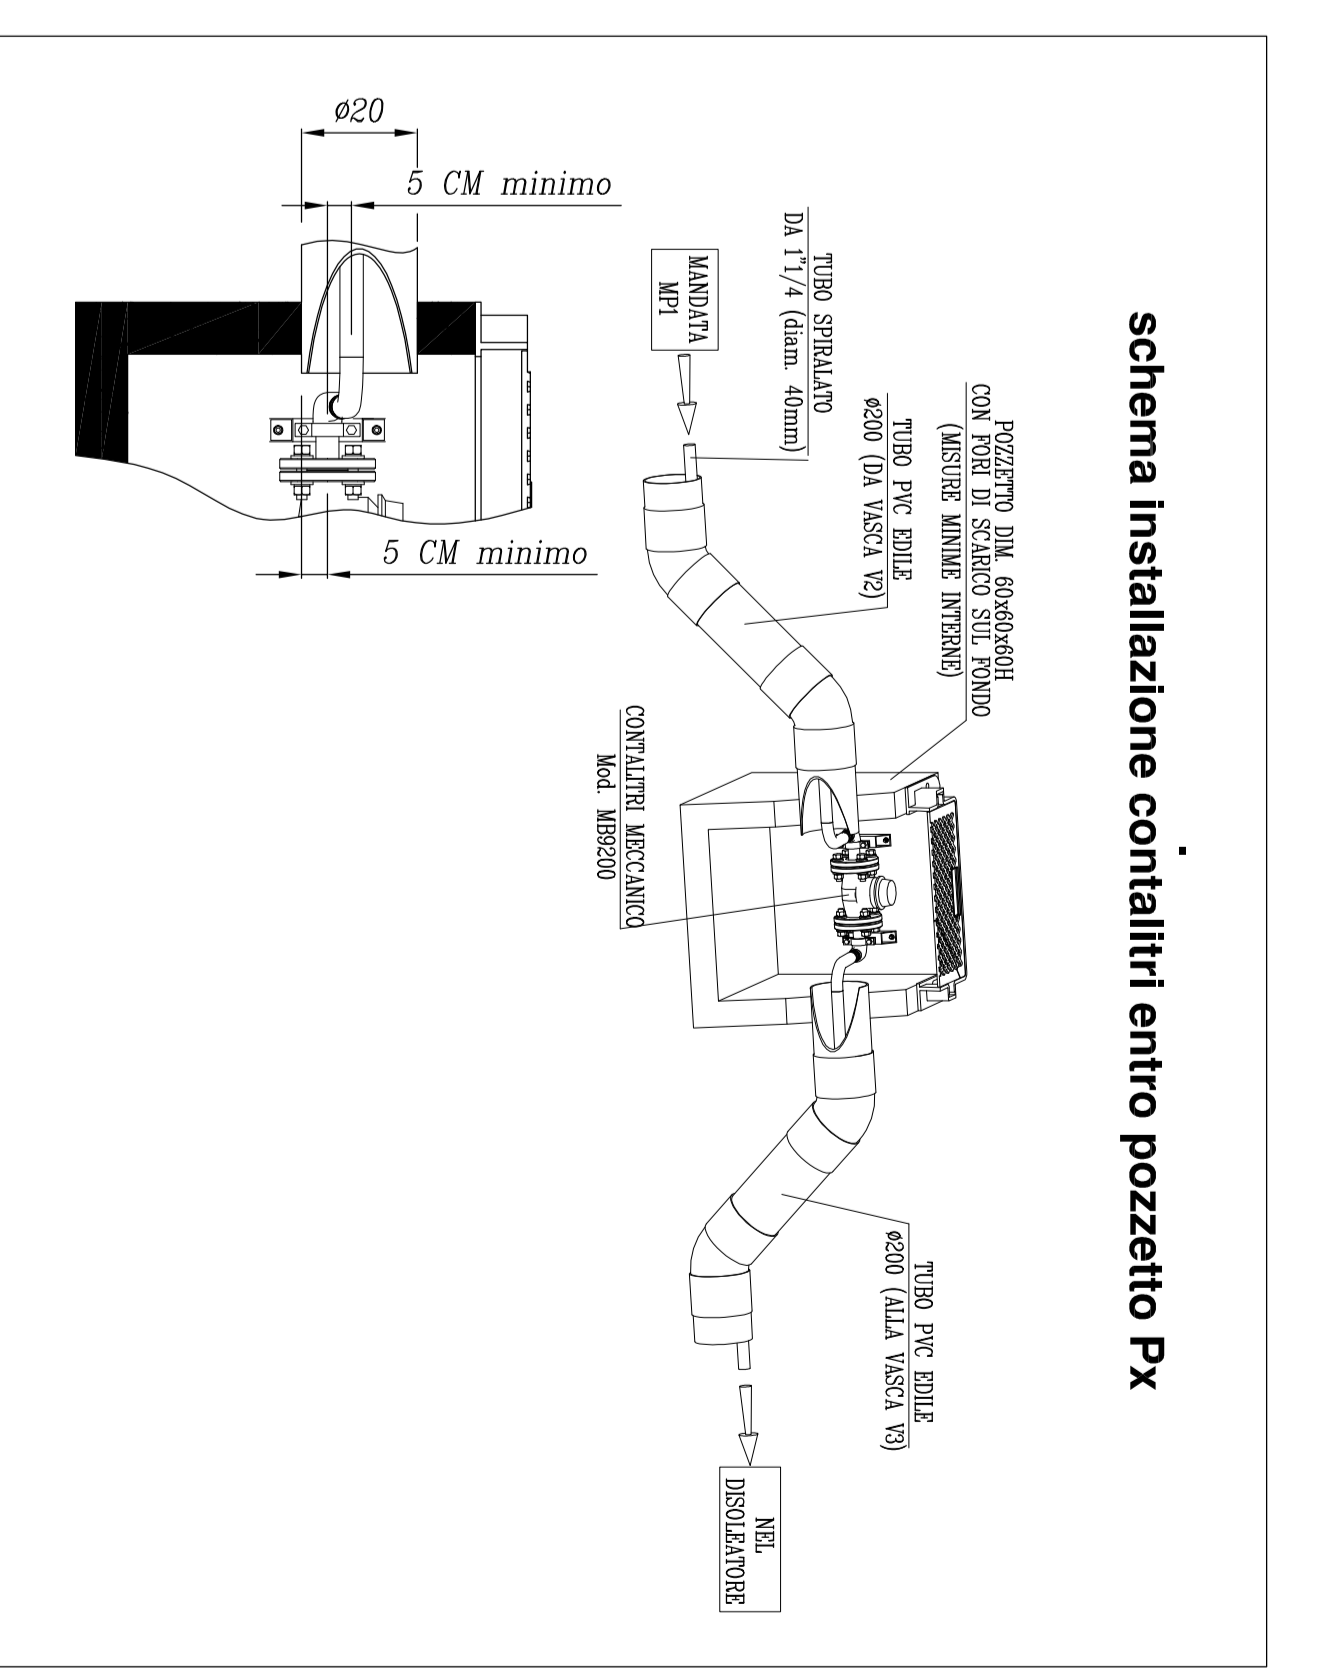 schema installazione contalitri entro pozzetto Px
POZZETTO DIM. 60x60x60H
CON FORI DI SCARICO SUL FONDO
(MISURE MINIME INTERNE)
TUBO PVC EDILE
ø200 (DA VASCA V2)
TUBO SPIRALATO
DA 1"1/4 (diam. 40mm)
MANDATA
MP1
CONTALITRI MECCANICO
Mod. MB9200
TUBO PVC EDILE
ø200 (ALLA VASCA V3)
NEL
DISOLEATORE
ø20
5 CM minimo
5 CM minimo